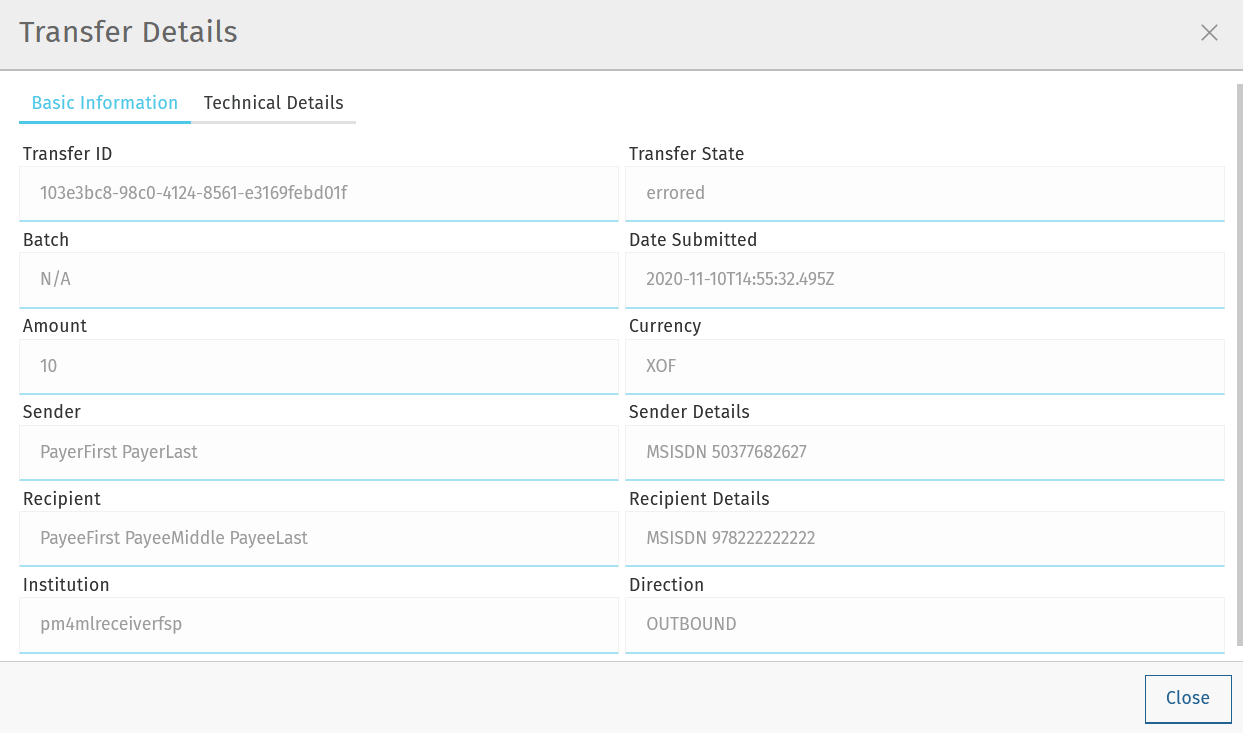 Transfer Details
Basic Information Technical Details
Transfer ID Transfer State
103e3bc8-98c0-4124-8561-e3169febd01f errored
Batch Date Submitted
N/A 2020-11-10T14:55:32.495Z
Amount Currency
10 XOF
Sender Sender Details
PayerFirst PayerLast MSISDN 50377682627
Recipient Recipient Details
PayeeFirst PayeeMiddle PayeeLast MSISDN 978222222222
Institution Direction
pm4mlreceiverfsp OUTBOUND
Close